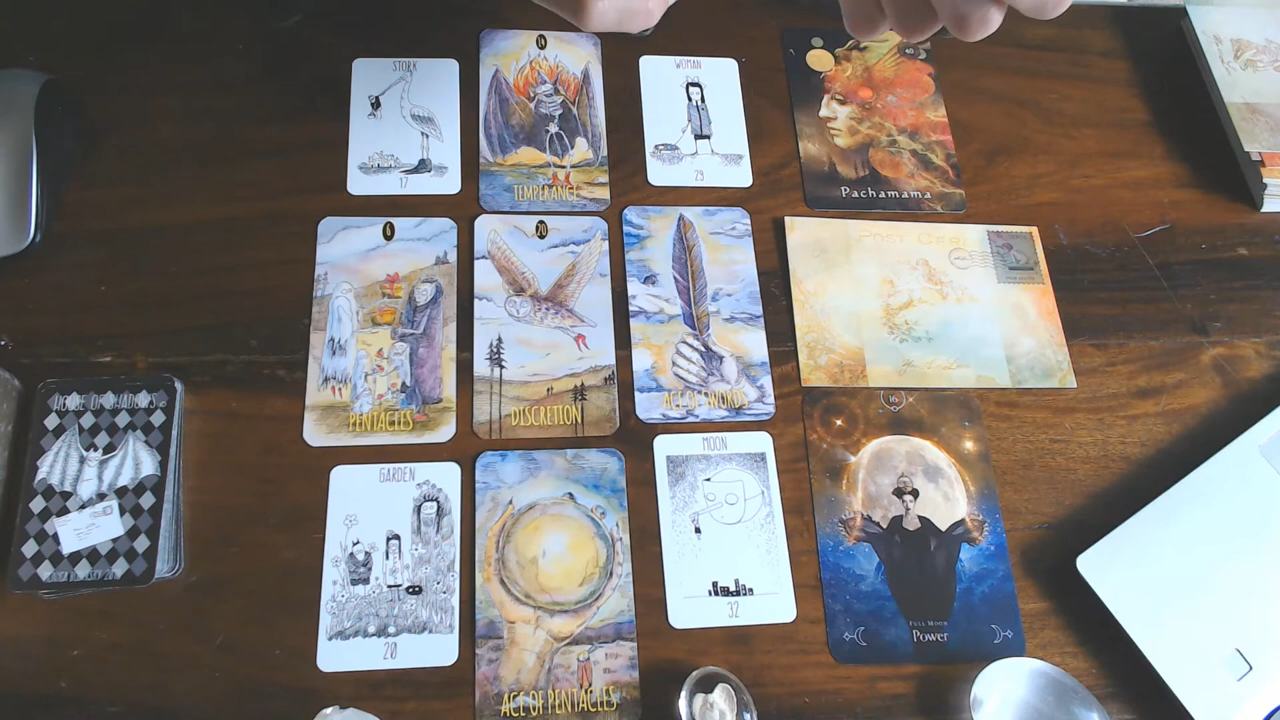 STORK
17
14
TEMPERANCE
WOMAN
29
40
Pachamama
6
PENTACLES
20
DISCRETION
ACE OF SWORDS
POST CARD
HOUSE OF SHADOWS
GARDEN
20
ACE OF PENTACLES
MOON
32
16
FULL MOON
Power